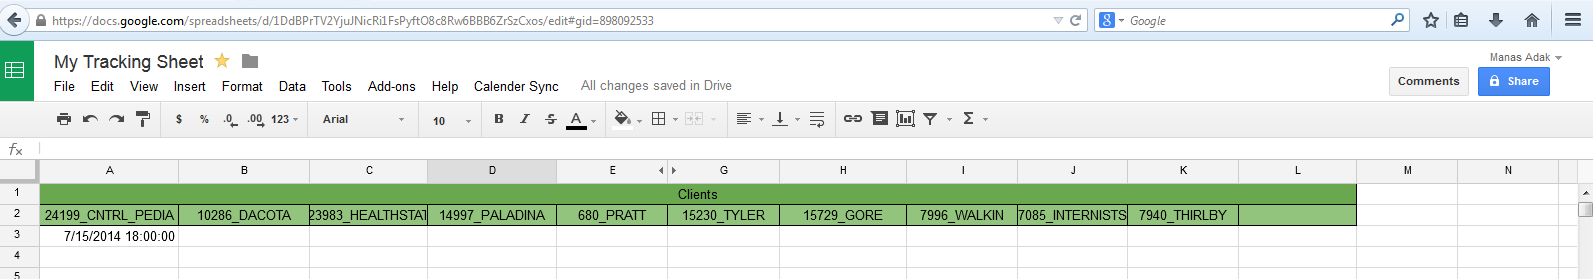 https://docs.google.com/spreadsheets/d/1DdBPrTV2YjuJNicRi1FsPyftO8c8Rw6BBB6ZrSzCxos/edit#gid=898092533 Google
My Tracking Sheet Manas Adak
File Edit View Insert Format Data Tools Add-ons Help Calender Sync All changes saved in Drive Comments Share
$ % .0 .00 123 Arial 10 B I S A Σ
fx
A B C D E G H I J K L M N
1 Clients
2 24199_CNTRL_PEDIA 10286_DACOTA 23983_HEALTHSTAT 14997_PALADINA 680_PRATT 15230_TYLER 15729_GORE 7996_WALKIN 7085_INTERNISTS 7940_THIRLBY
3 7/15/2014 18:00:00
4
5